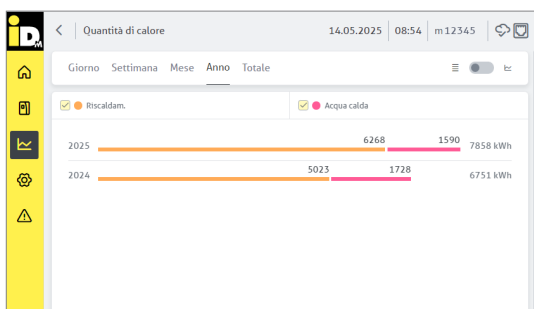 iDM
Quantità di calore 14.05.2025 08:54 m12345
Giorno Settimana Mese Anno Totale
Riscaldam. Acqua calda
2025 6268 1590 7858 kWh
2024 5023 1728 6751 kWh